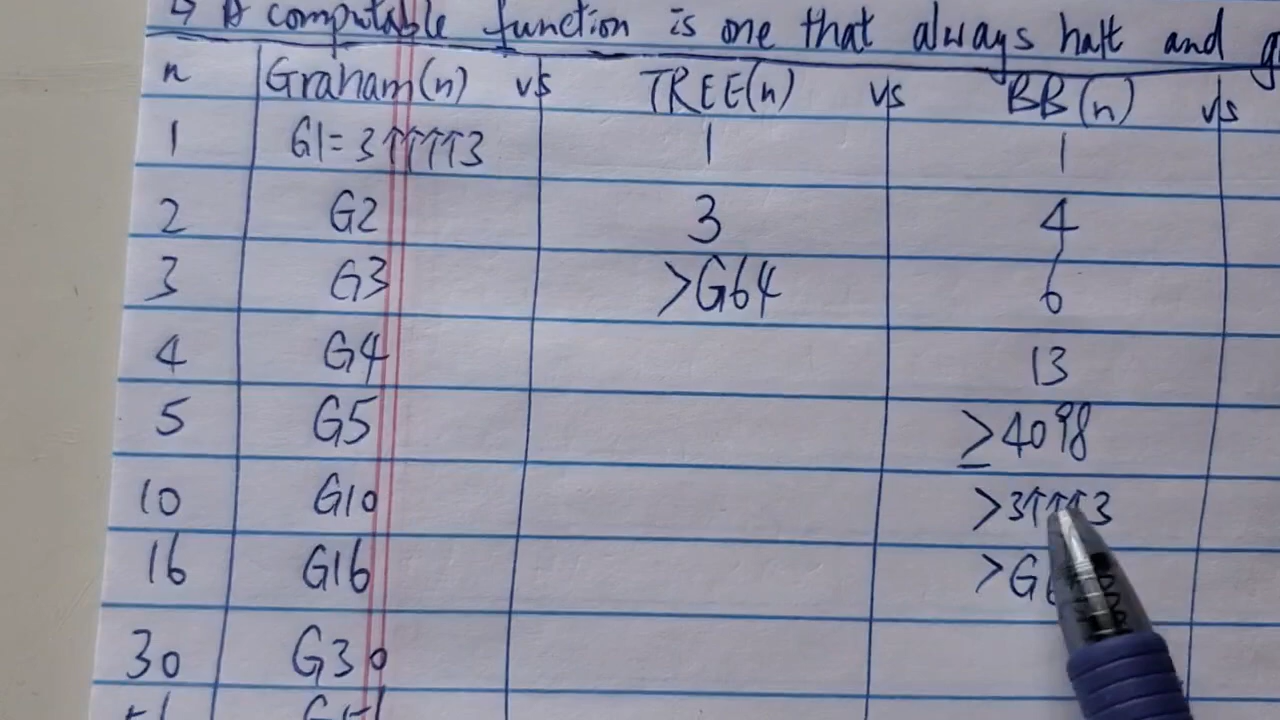 ↳ A computable function is one that always halt and
n Graham(n) vs TREE(n) vs BB(n) vs
1 G1=3↑↑↑↑3 1 1
2 G2 3 4
3 G3 >G64 6
4 G4 13
5 G5 ≥4098
10 G10 >3↑↑↑3
16 G16 >G
30 G30